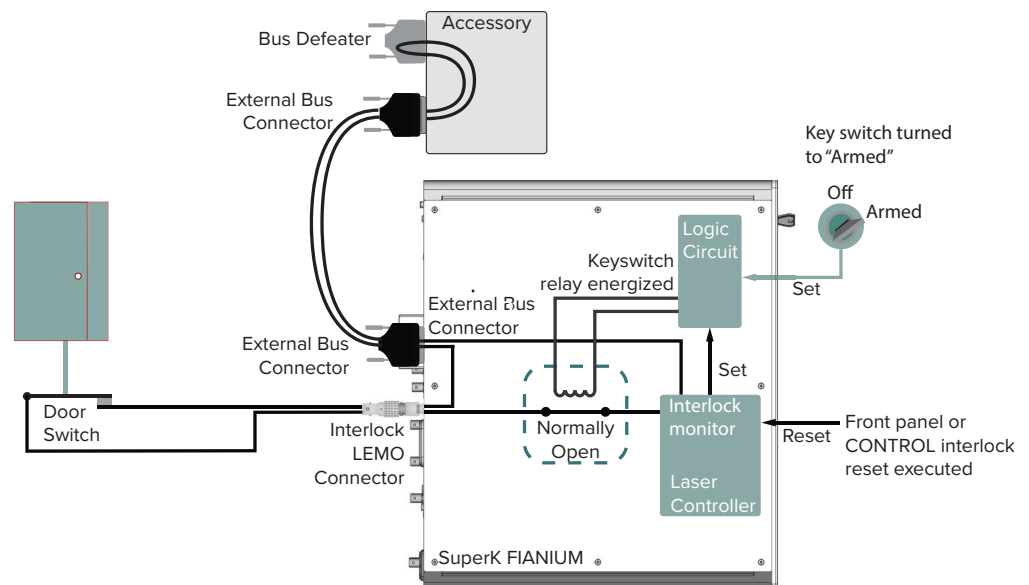 Accessory
Bus Defeater
External Bus
Connector
Key switch turned
to “Armed”
Off
Armed
Logic
Circuit
Keyswitch
relay energized
Set
External Bus
Connector
External Bus
Connector
Set
Door
Switch
Interlock
LEMO
Connector
Normally
Open
Interlock
monitor
Laser
Controller
Reset
Front panel or
CONTROL interlock
reset executed
SuperK FIANIUM